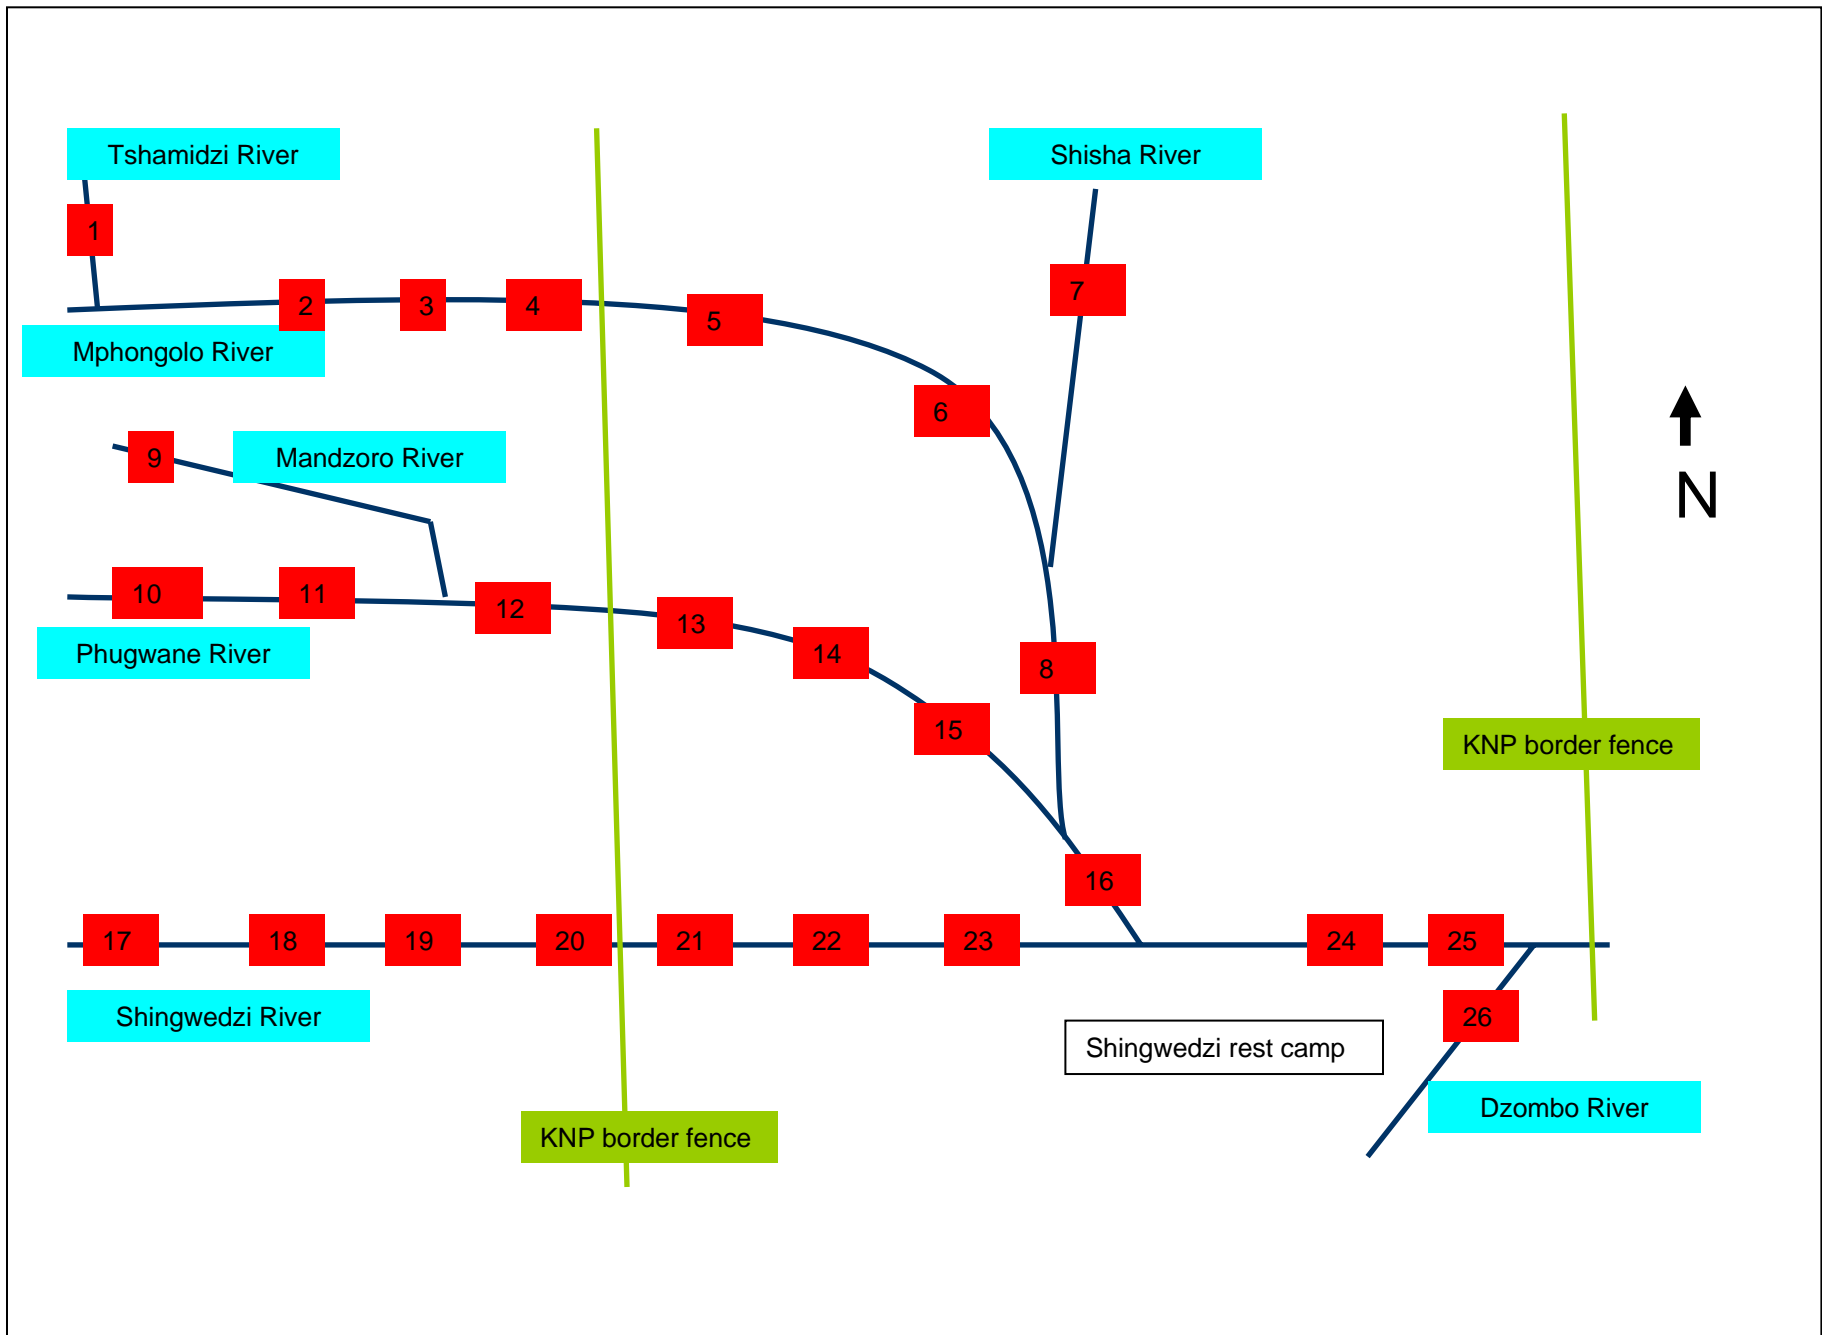 Tshamidzi River
Shisha River
1
7
2
3
4
5
Mphongolo River
6
9
Mandzoro River
N
10
11
12
13
14
Phugwane River
8
15
KNP border fence
16
17
18
19
20
21
22
23
24
25
Shingwedzi River
26
Shingwedzi rest camp
Dzombo River
KNP border fence